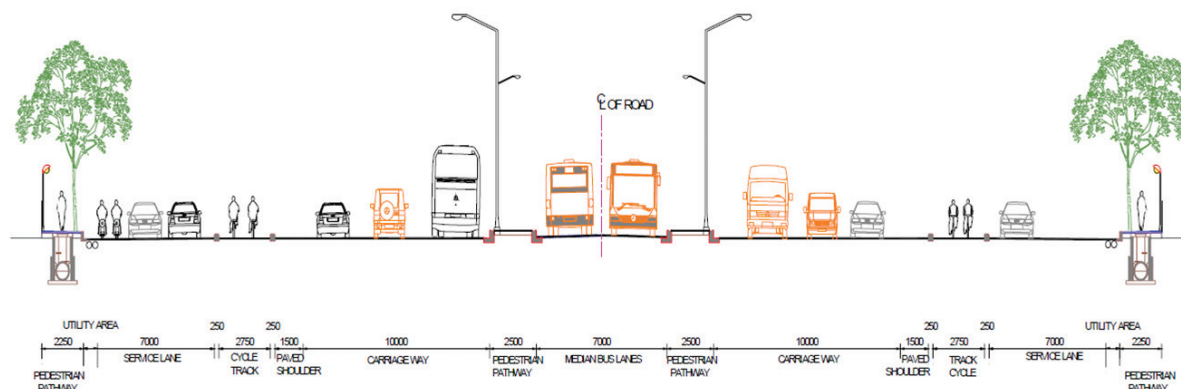 ℄ OF ROAD
UTILITY AREA 250 250 250 250 UTILITY AREA
2250 7000 2750 1500 10000 2500 7000 2500 10000 1500 2750 7000 2250
PEDESTRIAN PATHWAY
SERVICE LANE
CYCLE TRACK
PAVED SHOULDER
CARRIAGE WAY
PEDESTRIAN PATHWAY
MEDIAN BUS LANES
PEDESTRIAN PATHWAY
CARRIAGE WAY
PAVED SHOULDER
TRACK CYCLE
SERVICE LANE
PEDESTRIAN PATHWAY